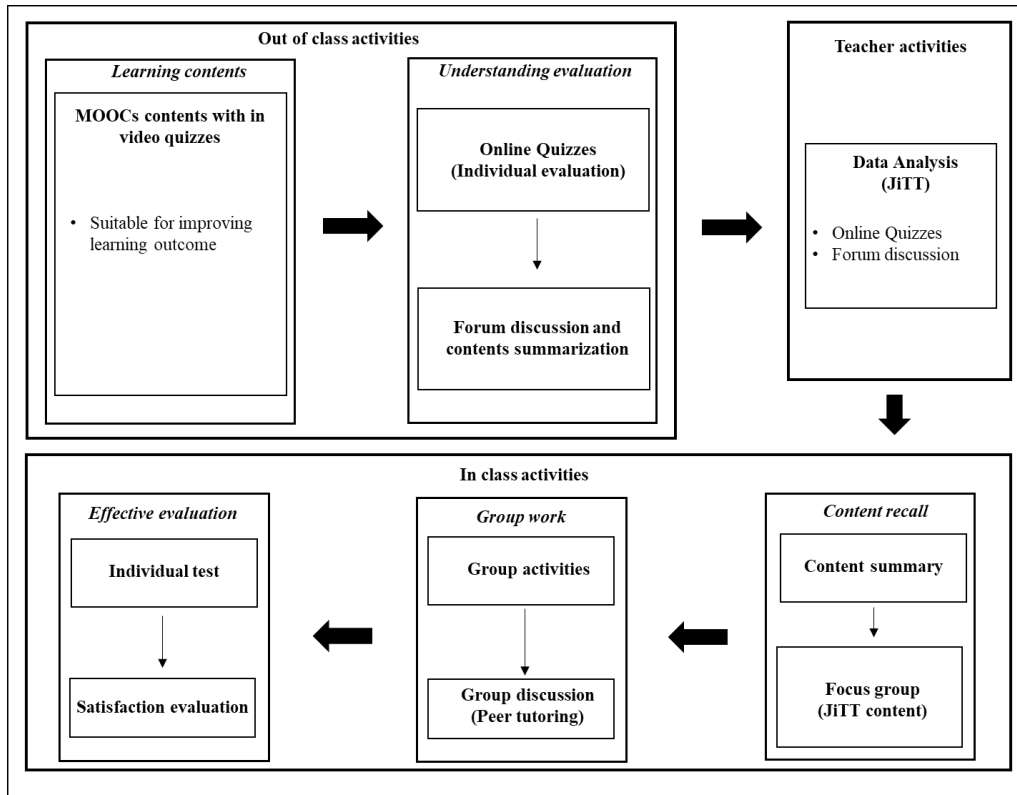 Out of class activities
Learning contents
MOOCs contents with in
video quizzes
• Suitable for improving
learning outcome
Understanding evaluation
Online Quizzes
(Individual evaluation)
Forum discussion and
contents summarization
Teacher activities
Data Analysis
(JiTT)
• Online Quizzes
• Forum discussion
In class activities
Effective evaluation
Individual test
Satisfaction evaluation
Group work
Group activities
Group discussion
(Peer tutoring)
Content recall
Content summary
Focus group
(JiTT content)